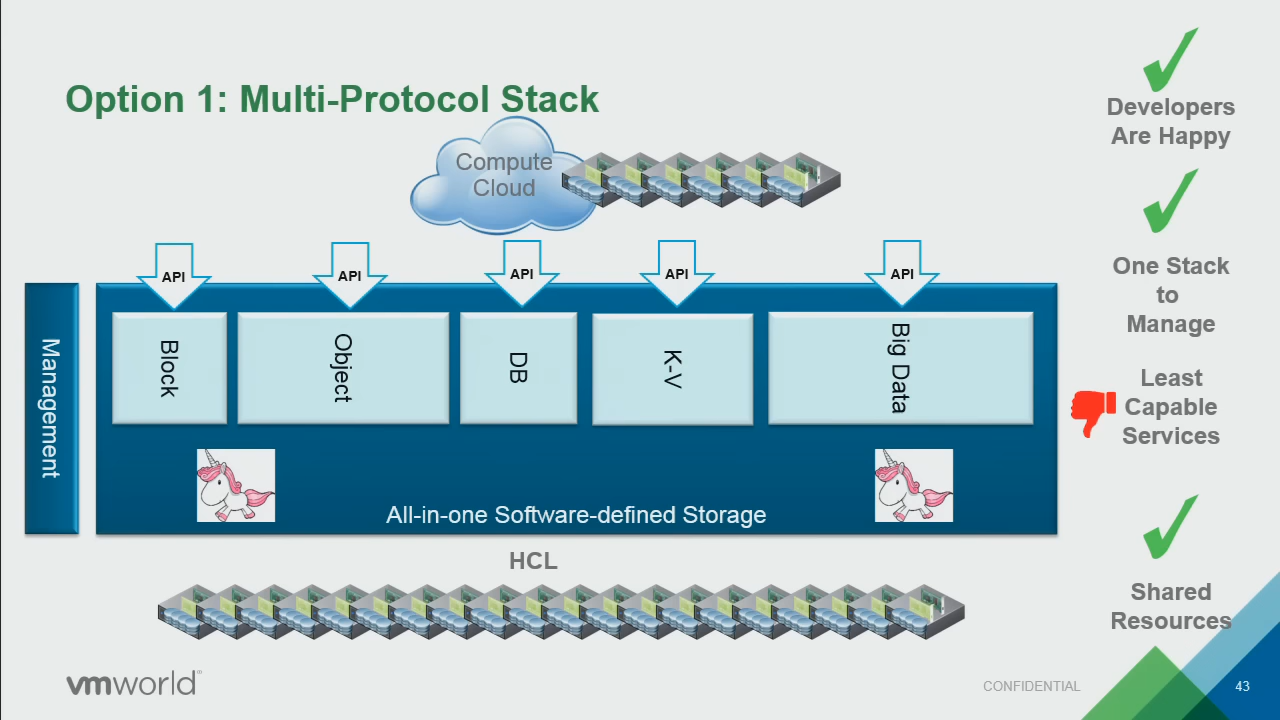 Option 1: Multi-Protocol Stack
Compute
Cloud
API
API
API
API
API
Management
Block
Object
DB
K-V
Big Data
All-in-one Software-defined Storage
HCL
Developers
Are Happy
One Stack
to
Manage
Least
Capable
Services
Shared
Resources
vmworld
CONFIDENTIAL
43